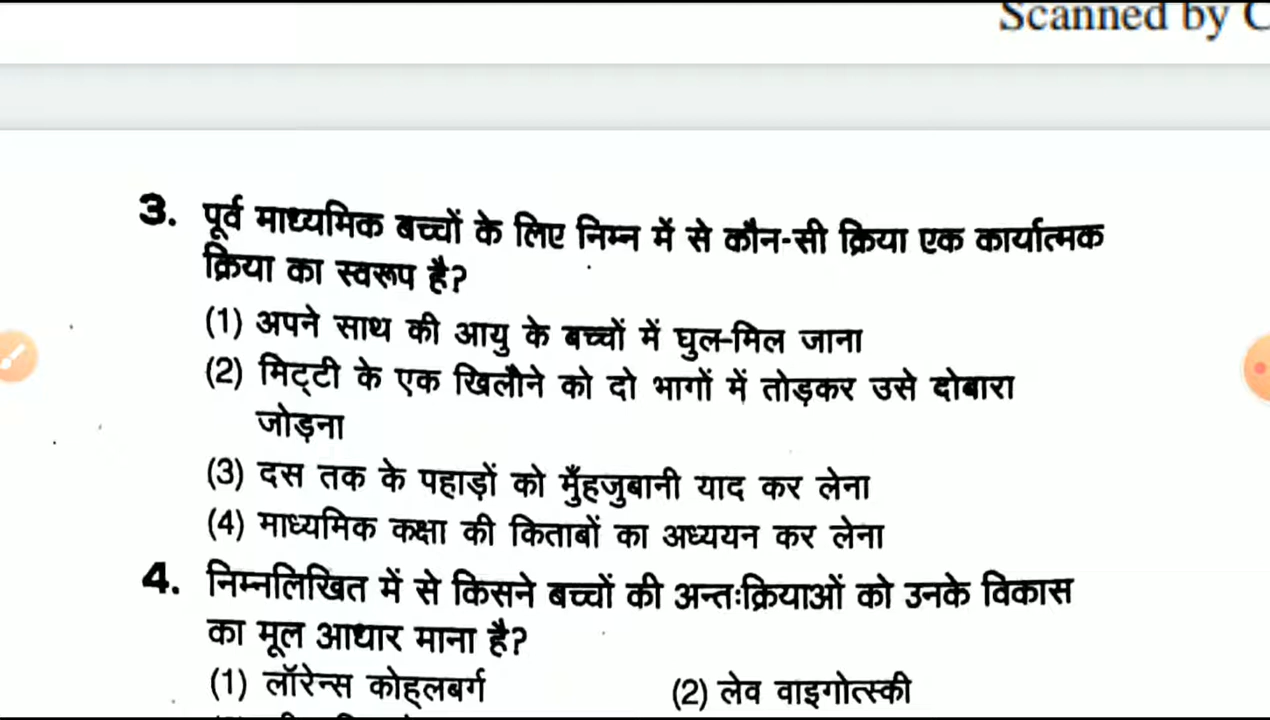 Scanned by C
3. पूर्व माध्यमिक बच्चों के लिए निम्न में से कौन-सी क्रिया एक कार्यात्मक
क्रिया का स्वरूप है?
(1) अपने साथ की आयु के बच्चों में घुल-मिल जाना
(2) मिट्टी के एक खिलौने को दो भागों में तोड़कर उसे दोबारा
जोड़ना
(3) दस तक के पहाड़ों को मुँहजुबानी याद कर लेना
(4) माध्यमिक कक्षा की किताबों का अध्ययन कर लेना
4. निम्नलिखित में से किसने बच्चों की अन्तःक्रियाओं को उनके विकास
का मूल आधार माना है?
(1) लॉरेन्स कोह्लबर्ग (2) लेव वाइगोत्स्की